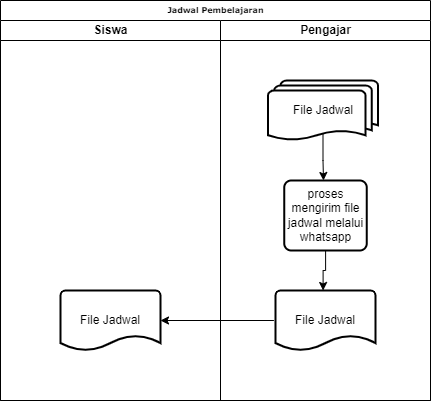 Jadwal Pembelajaran
Siswa
Pengajar
File Jadwal
proses
mengirim file
jadwal melalui
whatsapp
File Jadwal
File Jadwal